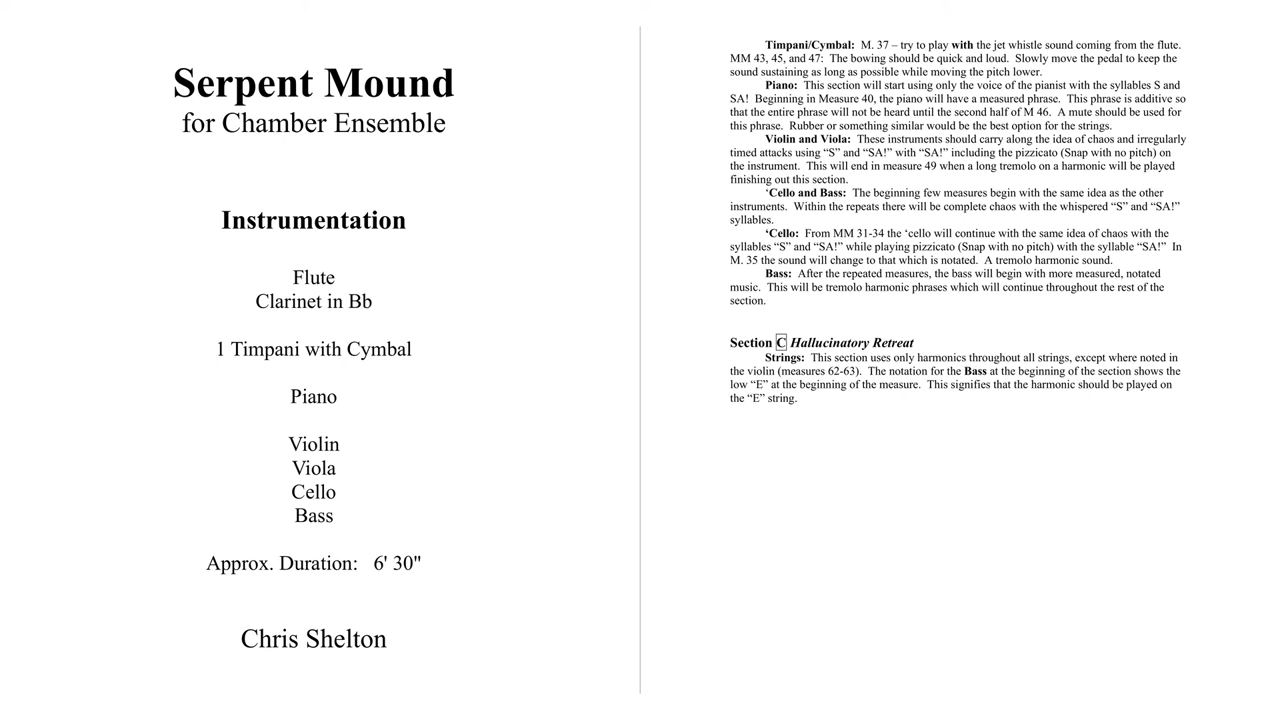 Serpent Mound
for Chamber Ensemble
Instrumentation
Flute
Clarinet in Bb
1 Timpani with Cymbal
Piano
Violin
Viola
Cello
Bass
Approx. Duration:   6' 30"
Chris Shelton
Timpani/Cymbal:  M. 37 – try to play with the jet whistle sound coming from the flute.
MM 43, 45, and 47:  The bowing should be quick and loud.  Slowly move the pedal to keep the
sound sustaining as long as possible while moving the pitch lower.
Piano:  This section will start using only the voice of the pianist with the syllables S and
SA!  Beginning in Measure 40, the piano will have a measured phrase.  This phrase is additive so
that the entire phrase will not be heard until the second half of M 46.  A mute should be used for
this phrase.  Rubber or something similar would be the best option for the strings.
Violin and Viola:  These instruments should carry along the idea of chaos and irregularly
timed attacks using “S” and “SA!” with “SA!” including the pizzicato (Snap with no pitch) on
the instrument.  This will end in measure 49 when a long tremolo on a harmonic will be played
finishing out this section.
‘Cello and Bass:  The beginning few measures begin with the same idea as the other
instruments.  Within the repeats there will be complete chaos with the whispered “S” and “SA!”
syllables.
‘Cello:  From MM 31-34 the ‘cello will continue with the same idea of chaos with the
syllables “S” and “SA!” while playing pizzicato (Snap with no pitch) with the syllable “SA!”  In
M. 35 the sound will change to that which is notated.  A tremolo harmonic sound.
Bass:  After the repeated measures, the bass will begin with more measured, notated
music.  This will be tremolo harmonic phrases which will continue throughout the rest of the
section.
Section C Hallucinatory Retreat
Strings:  This section uses only harmonics throughout all strings, except where noted in
the violin (measures 62-63).  The notation for the Bass at the beginning of the section shows the
low “E” at the beginning of the measure.  This signifies that the harmonic should be played on
the “E” string.